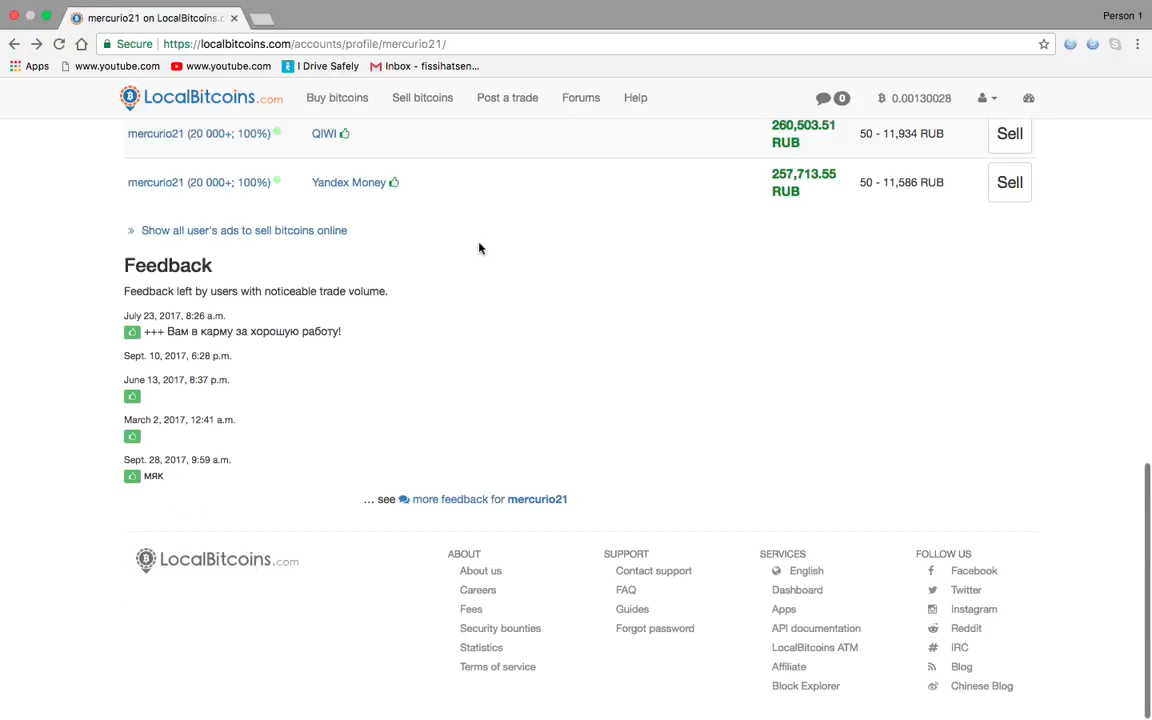 mercurio21 on LocalBitcoins.c
Person 1
Secure
https://localbitcoins.com/accounts/profile/mercurio21/
Apps
www.youtube.com
www.youtube.com
I Drive Safely
Inbox - fissihatsen...
LocalBitcoins.com
Buy bitcoins
Sell bitcoins
Post a trade
Forums
Help
0
0.00130028
mercurio21 (20 000+; 100%)
QIWI
260,503.51
RUB
50 - 11,934 RUB
Sell
mercurio21 (20 000+; 100%)
Yandex Money
257,713.55
RUB
50 - 11,586 RUB
Sell
» Show all user's ads to sell bitcoins online
Feedback
Feedback left by users with noticeable trade volume.
July 23, 2017, 8:26 a.m.
+++ Вам в карму за хорошую работу!
Sept. 10, 2017, 6:28 p.m.
June 13, 2017, 8:37 p.m.
March 2, 2017, 12:41 a.m.
Sept. 28, 2017, 9:59 a.m.
мяк
... see more feedback for mercurio21
LocalBitcoins.com
ABOUT
About us
Careers
Fees
Security bounties
Statistics
Terms of service
SUPPORT
Contact support
FAQ
Guides
Forgot password
SERVICES
English
Dashboard
Apps
API documentation
LocalBitcoins ATM
Affiliate
Block Explorer
FOLLOW US
Facebook
Twitter
Instagram
Reddit
IRC
Blog
Chinese Blog